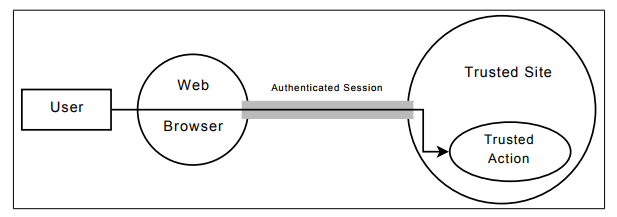 User
Web
Browser
Authenticated Session
Trusted Site
Trusted
Action